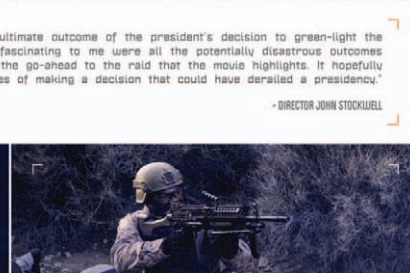 ultimate outcome of the president's decision to green-light the
fascinating to me were all the potentially disastrous outcomes
the go-ahead to the raid that the movie highlights. It hopefully
es of making a decision that could have derailed a presidency."
- DIRECTOR JOHN STOCKWELL